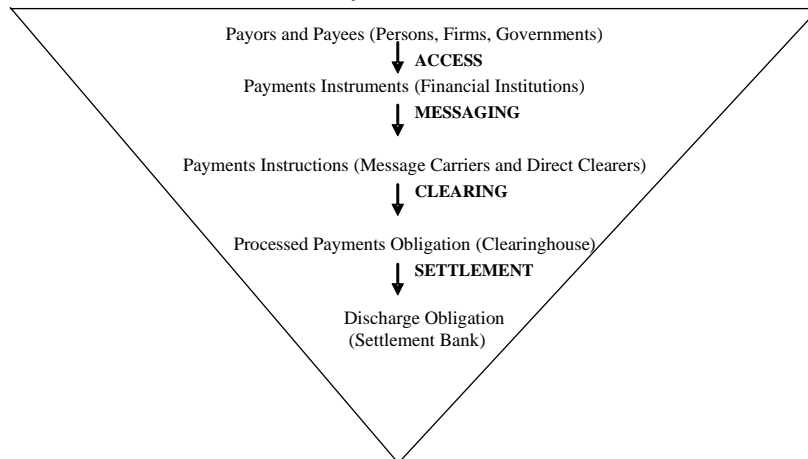 Payors and Payees (Persons, Firms, Governments)
ACCESS
Payments Instruments (Financial Institutions)
MESSAGING
Payments Instructions (Message Carriers and Direct Clearers)
CLEARING
Processed Payments Obligation (Clearinghouse)
SETTLEMENT
Discharge Obligation
(Settlement Bank)